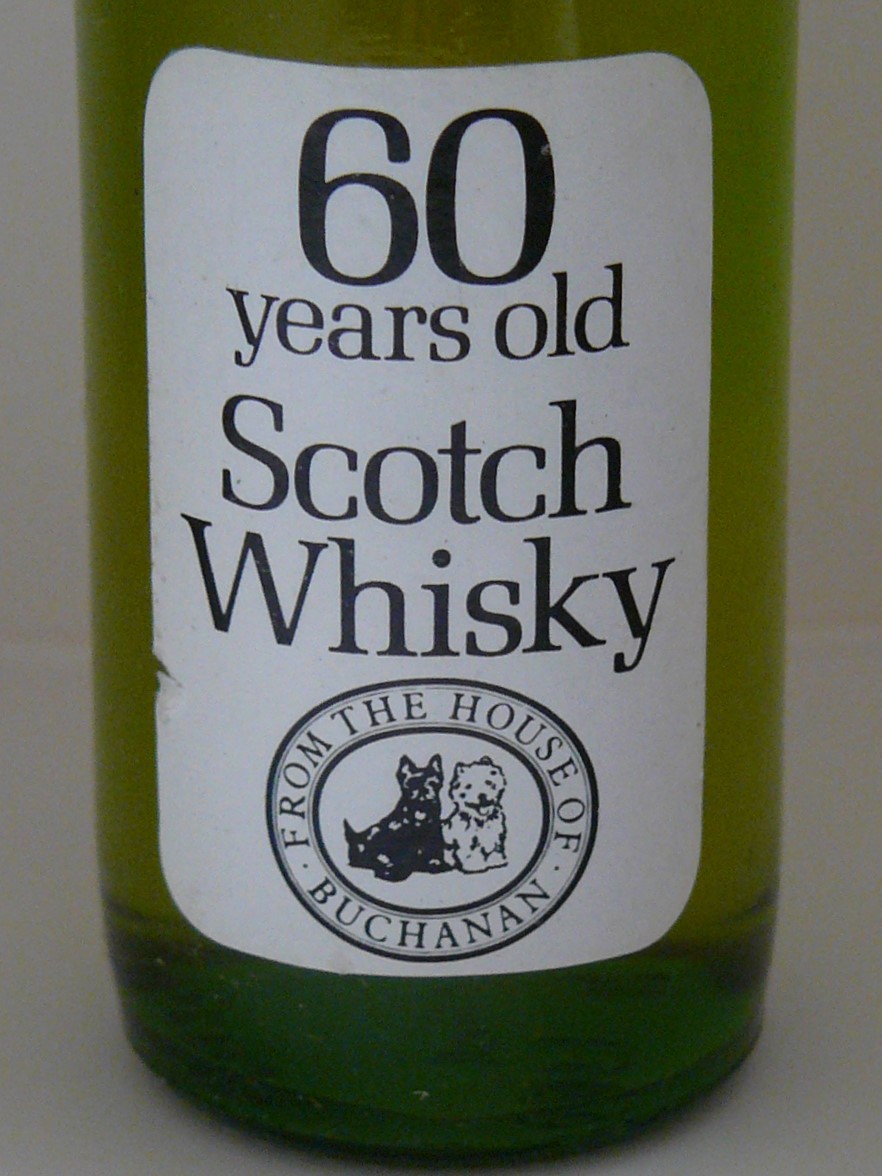 60
years old
Scotch
Whisky
· FROM THE HOUSE OF ·
BUCHANAN